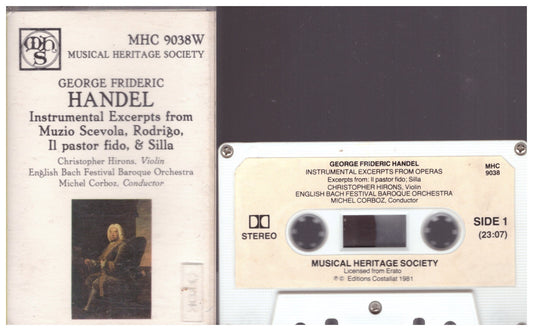 MHS
MHC 9038W
MUSICAL HERITAGE SOCIETY
GEORGE FRIDERIC
HANDEL
Instrumental Excerpts from
Muzio Scevola, Rodrigo,
Il pastor fido, & Silla
Christopher Hirons, Violin
English Bach Festival Baroque Orchestra
Michel Corboz, Conductor
GEORGE FRIDERIC HANDEL
INSTRUMENTAL EXCERPTS FROM OPERAS
Excerpts from: Il pastor fido; Silla
CHRISTOPHER HIRONS, VIOLIN
ENGLISH BACH FESTIVAL BAROQUE ORCHESTRA
MICHEL CORBOZ, Conductor
MHC
9038
STEREO
SIDE 1
(23:07)
MUSICAL HERITAGE SOCIETY
Licensed from Erato
℗© Editions Costallat 1981